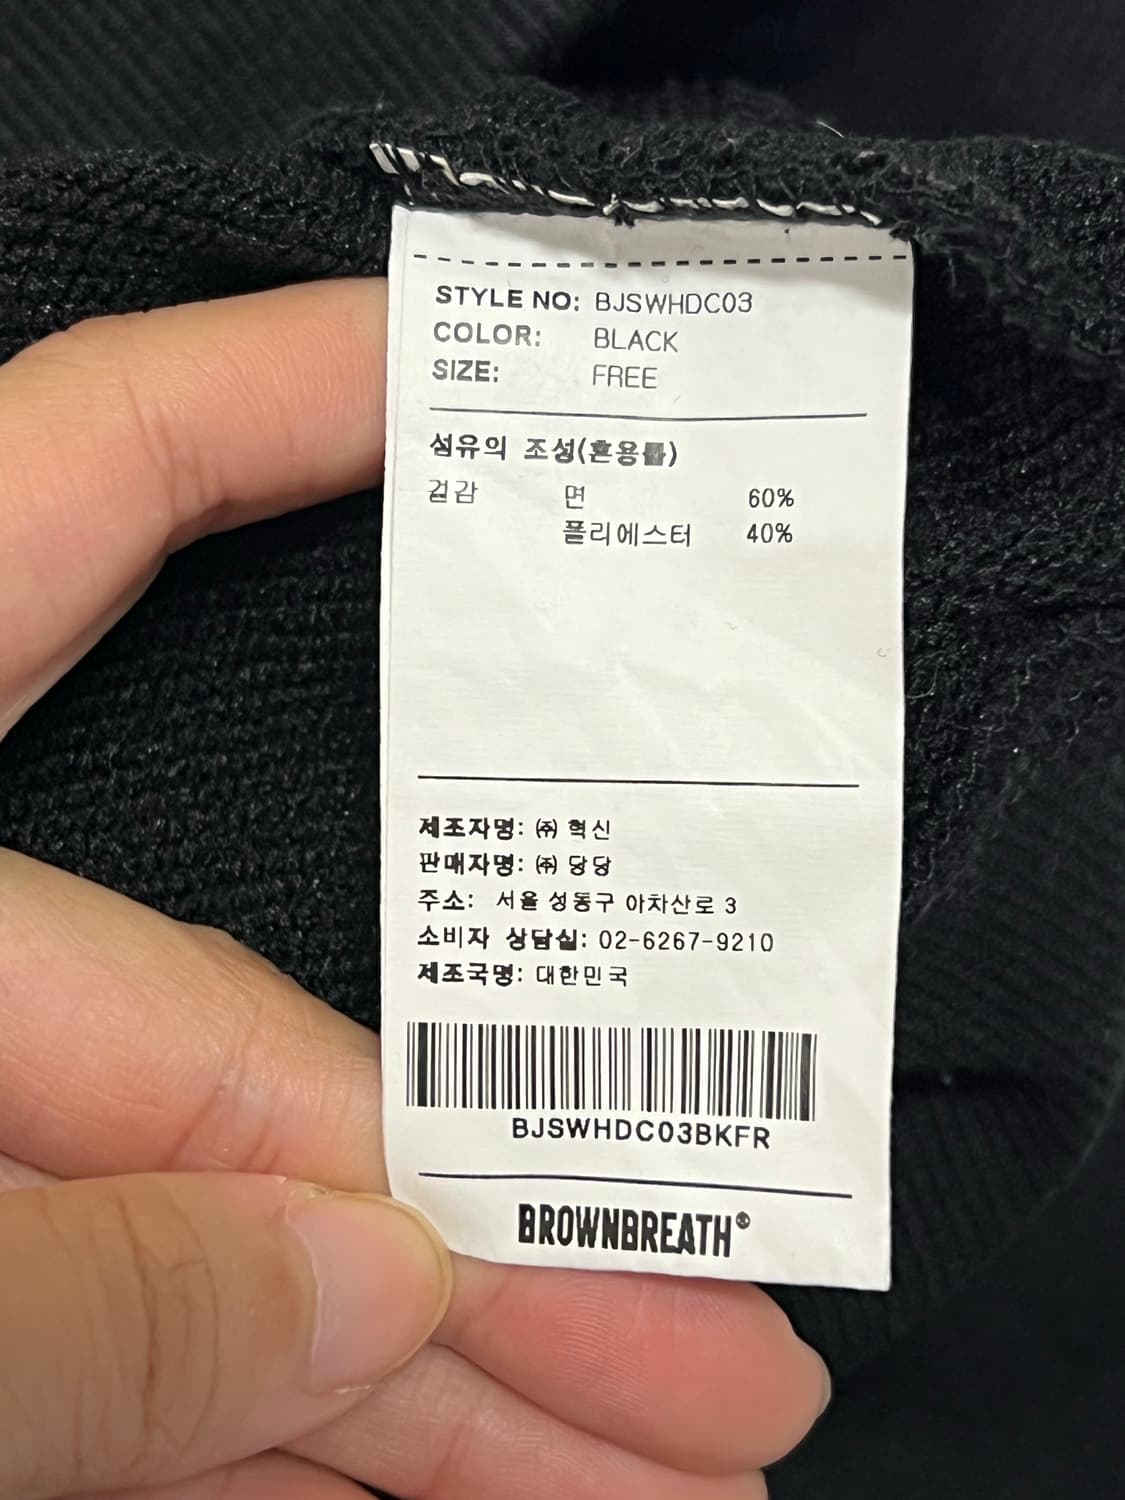 STYLE NO: BJSWHDC03
COLOR: BLACK
SIZE: FREE
섬유의 조성(혼용률)
겉감 면 60%
폴리에스터 40%
제조자명: ㈜ 혁신
판매자명: ㈜ 당당
주소: 서울 성동구 아차산로 3
소비자 상담실: 02-6267-9210
제조국명: 대한민국
BJSWHDC03BKFR
BROWNBREATH®